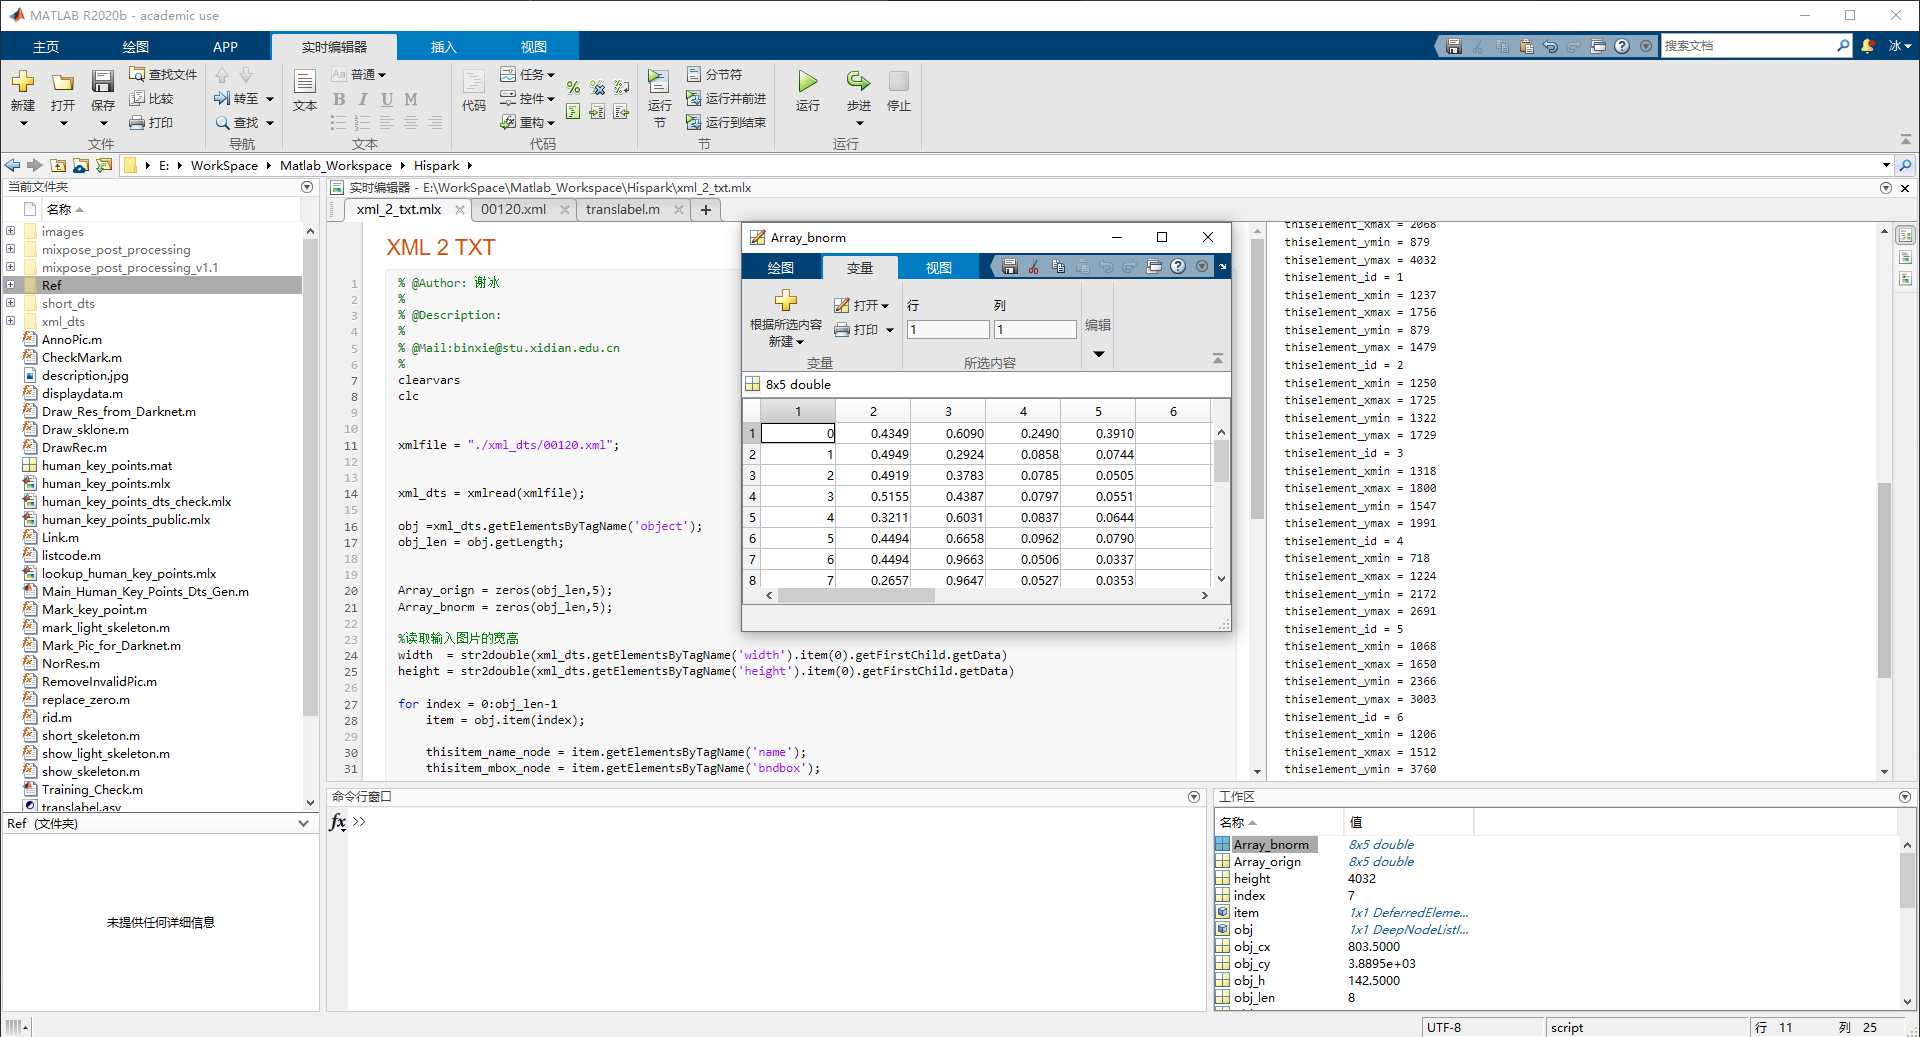 MATLAB R2020b - academic use
主页 绘图 APP 实时编辑器 插入 视图
搜索文档
冰
新建 打开 保存 查找文件 比较 打印
文件
转至 查找
导航
文本 Aa 普通
B I U M
文本
代码 任务 控件 重构
代码
运行节 分节符 运行并前进 运行到结束
节
运行 步进 停止
运行
E: WorkSpace Matlab_Workspace Hispark
当前文件夹
名称
images
mixpose_post_processing
mixpose_post_processing_v1.1
Ref
short_dts
xml_dts
AnnoPic.m
CheckMark.m
description.jpg
displaydata.m
Draw_Res_from_Darknet.m
Draw_sklone.m
DrawRec.m
human_key_points.mat
human_key_points.mlx
human_key_points_dts_check.mlx
human_key_points_public.mlx
Link.m
listcode.m
lookup_human_key_points.mlx
Main_Human_Key_Points_Dts_Gen.m
Mark_key_point.m
mark_light_skeleton.m
Mark_Pic_for_Darknet.m
NorRes.m
RemoveInvalidPic.m
replace_zero.m
rid.m
short_skeleton.m
show_light_skeleton.m
show_skeleton.m
Training_Check.m
translabel.asv
Ref (文件夹)
未提供任何详细信息
实时编辑器 - E:\WorkSpace\Matlab_Workspace\Hispark\xml_2_txt.mlx
xml_2_txt.mlx 00120.xml translabel.m +
XML 2 TXT
1 % @Author: 谢冰
2 %
3 % @Description:
4 %
5 % @Mail:binxie@stu.xidian.edu.cn
6 %
7 clearvars
8 clc
9
10
11 xmlfile = "./xml_dts/00120.xml";
12
13
14 xml_dts = xmlread(xmlfile);
15
16 obj =xml_dts.getElementsByTagName('object');
17 obj_len = obj.getLength;
18
19
20 Array_orign = zeros(obj_len,5);
21 Array_bnorm = zeros(obj_len,5);
22
23 %读取输入图片的宽高
24 width  = str2double(xml_dts.getElementsByTagName('width').item(0).getFirstChild.getData)
25 height = str2double(xml_dts.getElementsByTagName('height').item(0).getFirstChild.getData)
26
27 for index = 0:obj_len-1
28 item = obj.item(index);
29
30 thisitem_name_node = item.getElementsByTagName('name');
31 thisitem_mbox_node = item.getElementsByTagName('bndbox');
Array_bnorm
绘图 变量 视图
根据所选内容新建 打开 打印
变量
行 列
1 1
所选内容
编辑
8x5 double
1 2 3 4 5 6
1 0 0.4349 0.6090 0.2490 0.3910
2 1 0.4949 0.2924 0.0858 0.0744
3 2 0.4919 0.3783 0.0785 0.0505
4 3 0.5155 0.4387 0.0797 0.0551
5 4 0.3211 0.6031 0.0837 0.0644
6 5 0.4494 0.6658 0.0962 0.0790
7 6 0.4494 0.9663 0.0506 0.0337
8 7 0.2657 0.9647 0.0527 0.0353
thiselement_xmax = 2068
thiselement_ymin = 879
thiselement_ymax = 4032
thiselement_id = 1
thiselement_xmin = 1237
thiselement_xmax = 1756
thiselement_ymin = 879
thiselement_ymax = 1479
thiselement_id = 2
thiselement_xmin = 1250
thiselement_xmax = 1725
thiselement_ymin = 1322
thiselement_ymax = 1729
thiselement_id = 3
thiselement_xmin = 1318
thiselement_xmax = 1800
thiselement_ymin = 1547
thiselement_ymax = 1991
thiselement_id = 4
thiselement_xmin = 718
thiselement_xmax = 1224
thiselement_ymin = 2172
thiselement_ymax = 2691
thiselement_id = 5
thiselement_xmin = 1068
thiselement_xmax = 1650
thiselement_ymin = 2366
thiselement_ymax = 3003
thiselement_id = 6
thiselement_xmin = 1206
thiselement_xmax = 1512
thiselement_ymin = 3760
命令行窗口
fx >>
工作区
名称 值
Array_bnorm 8x5 double
Array_orign 8x5 double
height 4032
index 7
item 1x1 DeferredEleme...
obj 1x1 DeepNodeListI...
obj_cx 803.5000
obj_cy 3.8895e+03
obj_h 142.5000
obj_len 8
UTF-8 script 行 11 列 25